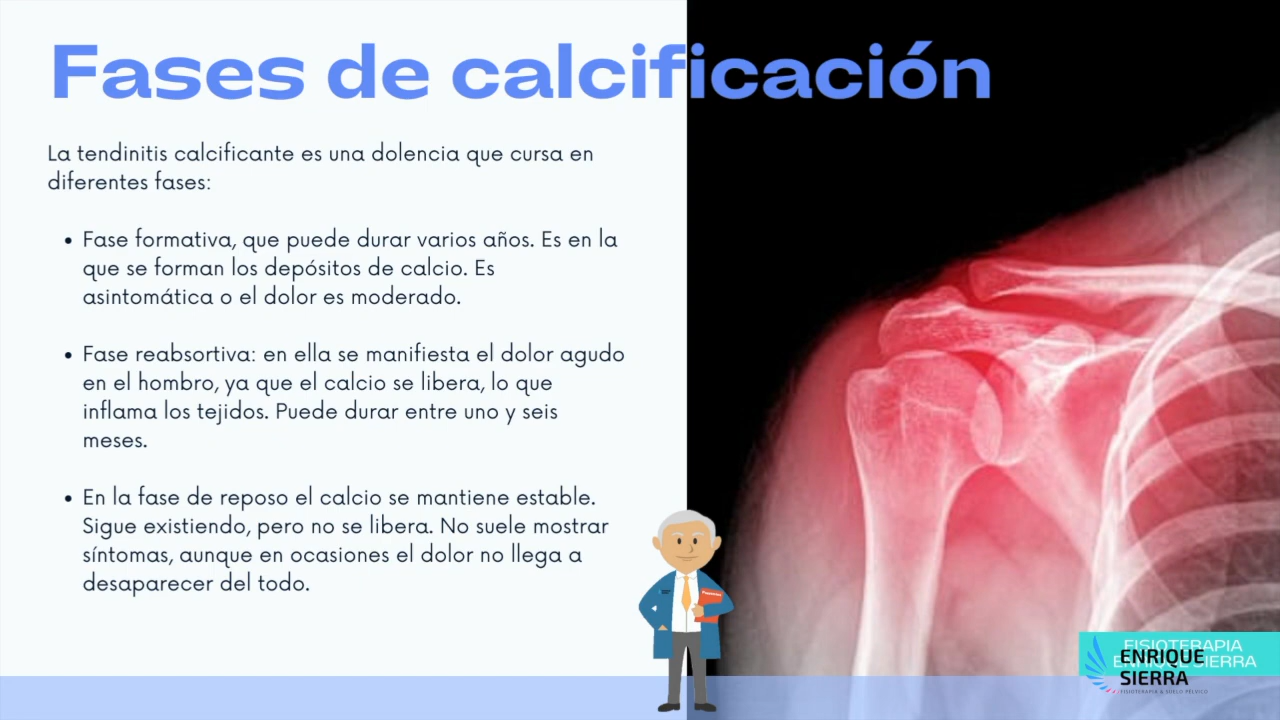 Fases de calcificación
La tendinitis calcificante es una dolencia que cursa en
diferentes fases:
Fase formativa, que puede durar varios años. Es en la
que se forman los depósitos de calcio. Es
asintomática o el dolor es moderado.
Fase reabsortiva: en ella se manifiesta el dolor agudo
en el hombro, ya que el calcio se libera, lo que
inflama los tejidos. Puede durar entre uno y seis
meses.
En la fase de reposo el calcio se mantiene estable.
Sigue existiendo, pero no se libera. No suele mostrar
síntomas, aunque en ocasiones el dolor no llega a
desaparecer del todo.
FISIOTERAPIA
ENRIQUE SIERRA
ENRIQUE
SIERRA
FISIOTERAPIA & SUELO PÉLVICO